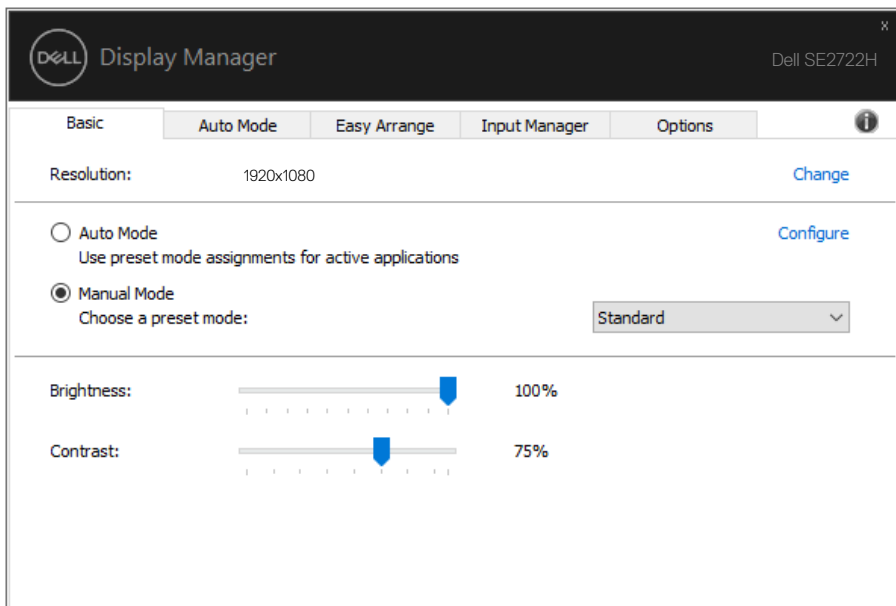 x
DELL Display Manager
Dell SE2722H
Basic Auto Mode Easy Arrange Input Manager Options i
Resolution: 1920x1080 Change
Auto Mode Configure
Use preset mode assignments for active applications
Manual Mode
Choose a preset mode: Standard
Brightness: 100%
Contrast: 75%